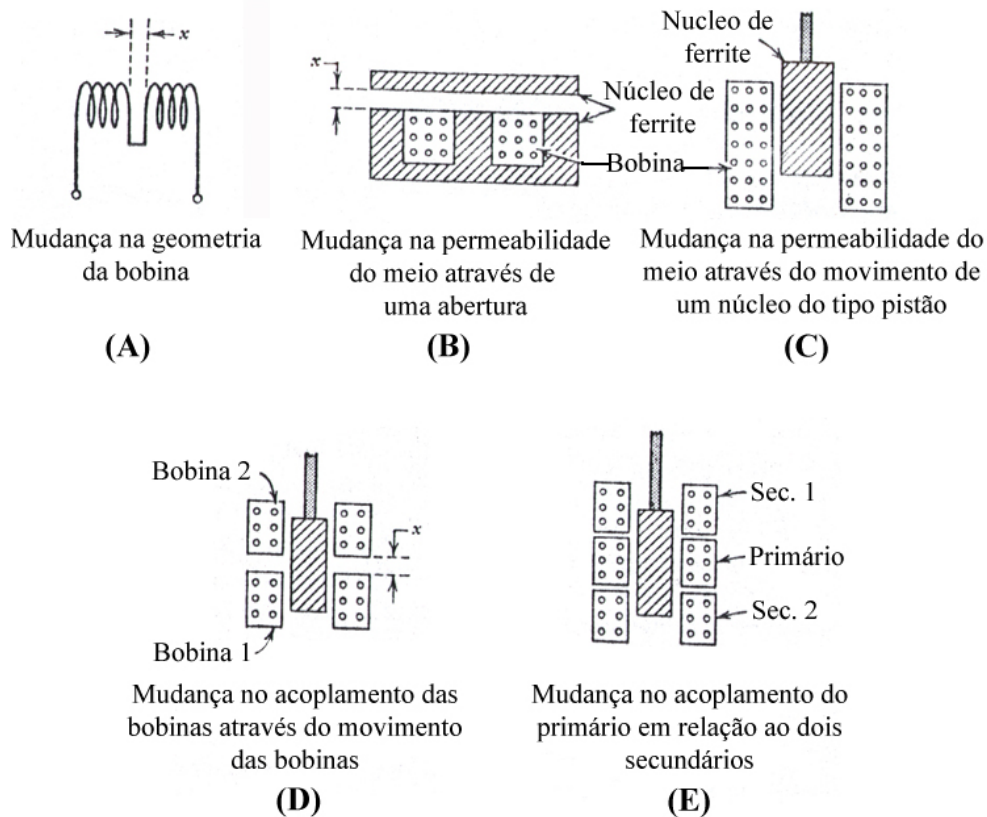 x
Mudança na geometria
da bobina
(A)
x
Núcleo de
ferrite
Bobina
Mudança na permeabilidade
do meio através de
uma abertura
(B)
Nucleo de
ferrite
Mudança na permeabilidade do
meio através do movimento de
um núcleo do tipo pistão
(C)
Bobina 2
x
Bobina 1
Mudança no acoplamento das
bobinas através do movimento
das bobinas
(D)
Sec. 1
Primário
Sec. 2
Mudança no acoplamento do
primário em relação ao dois
secundários
(E)